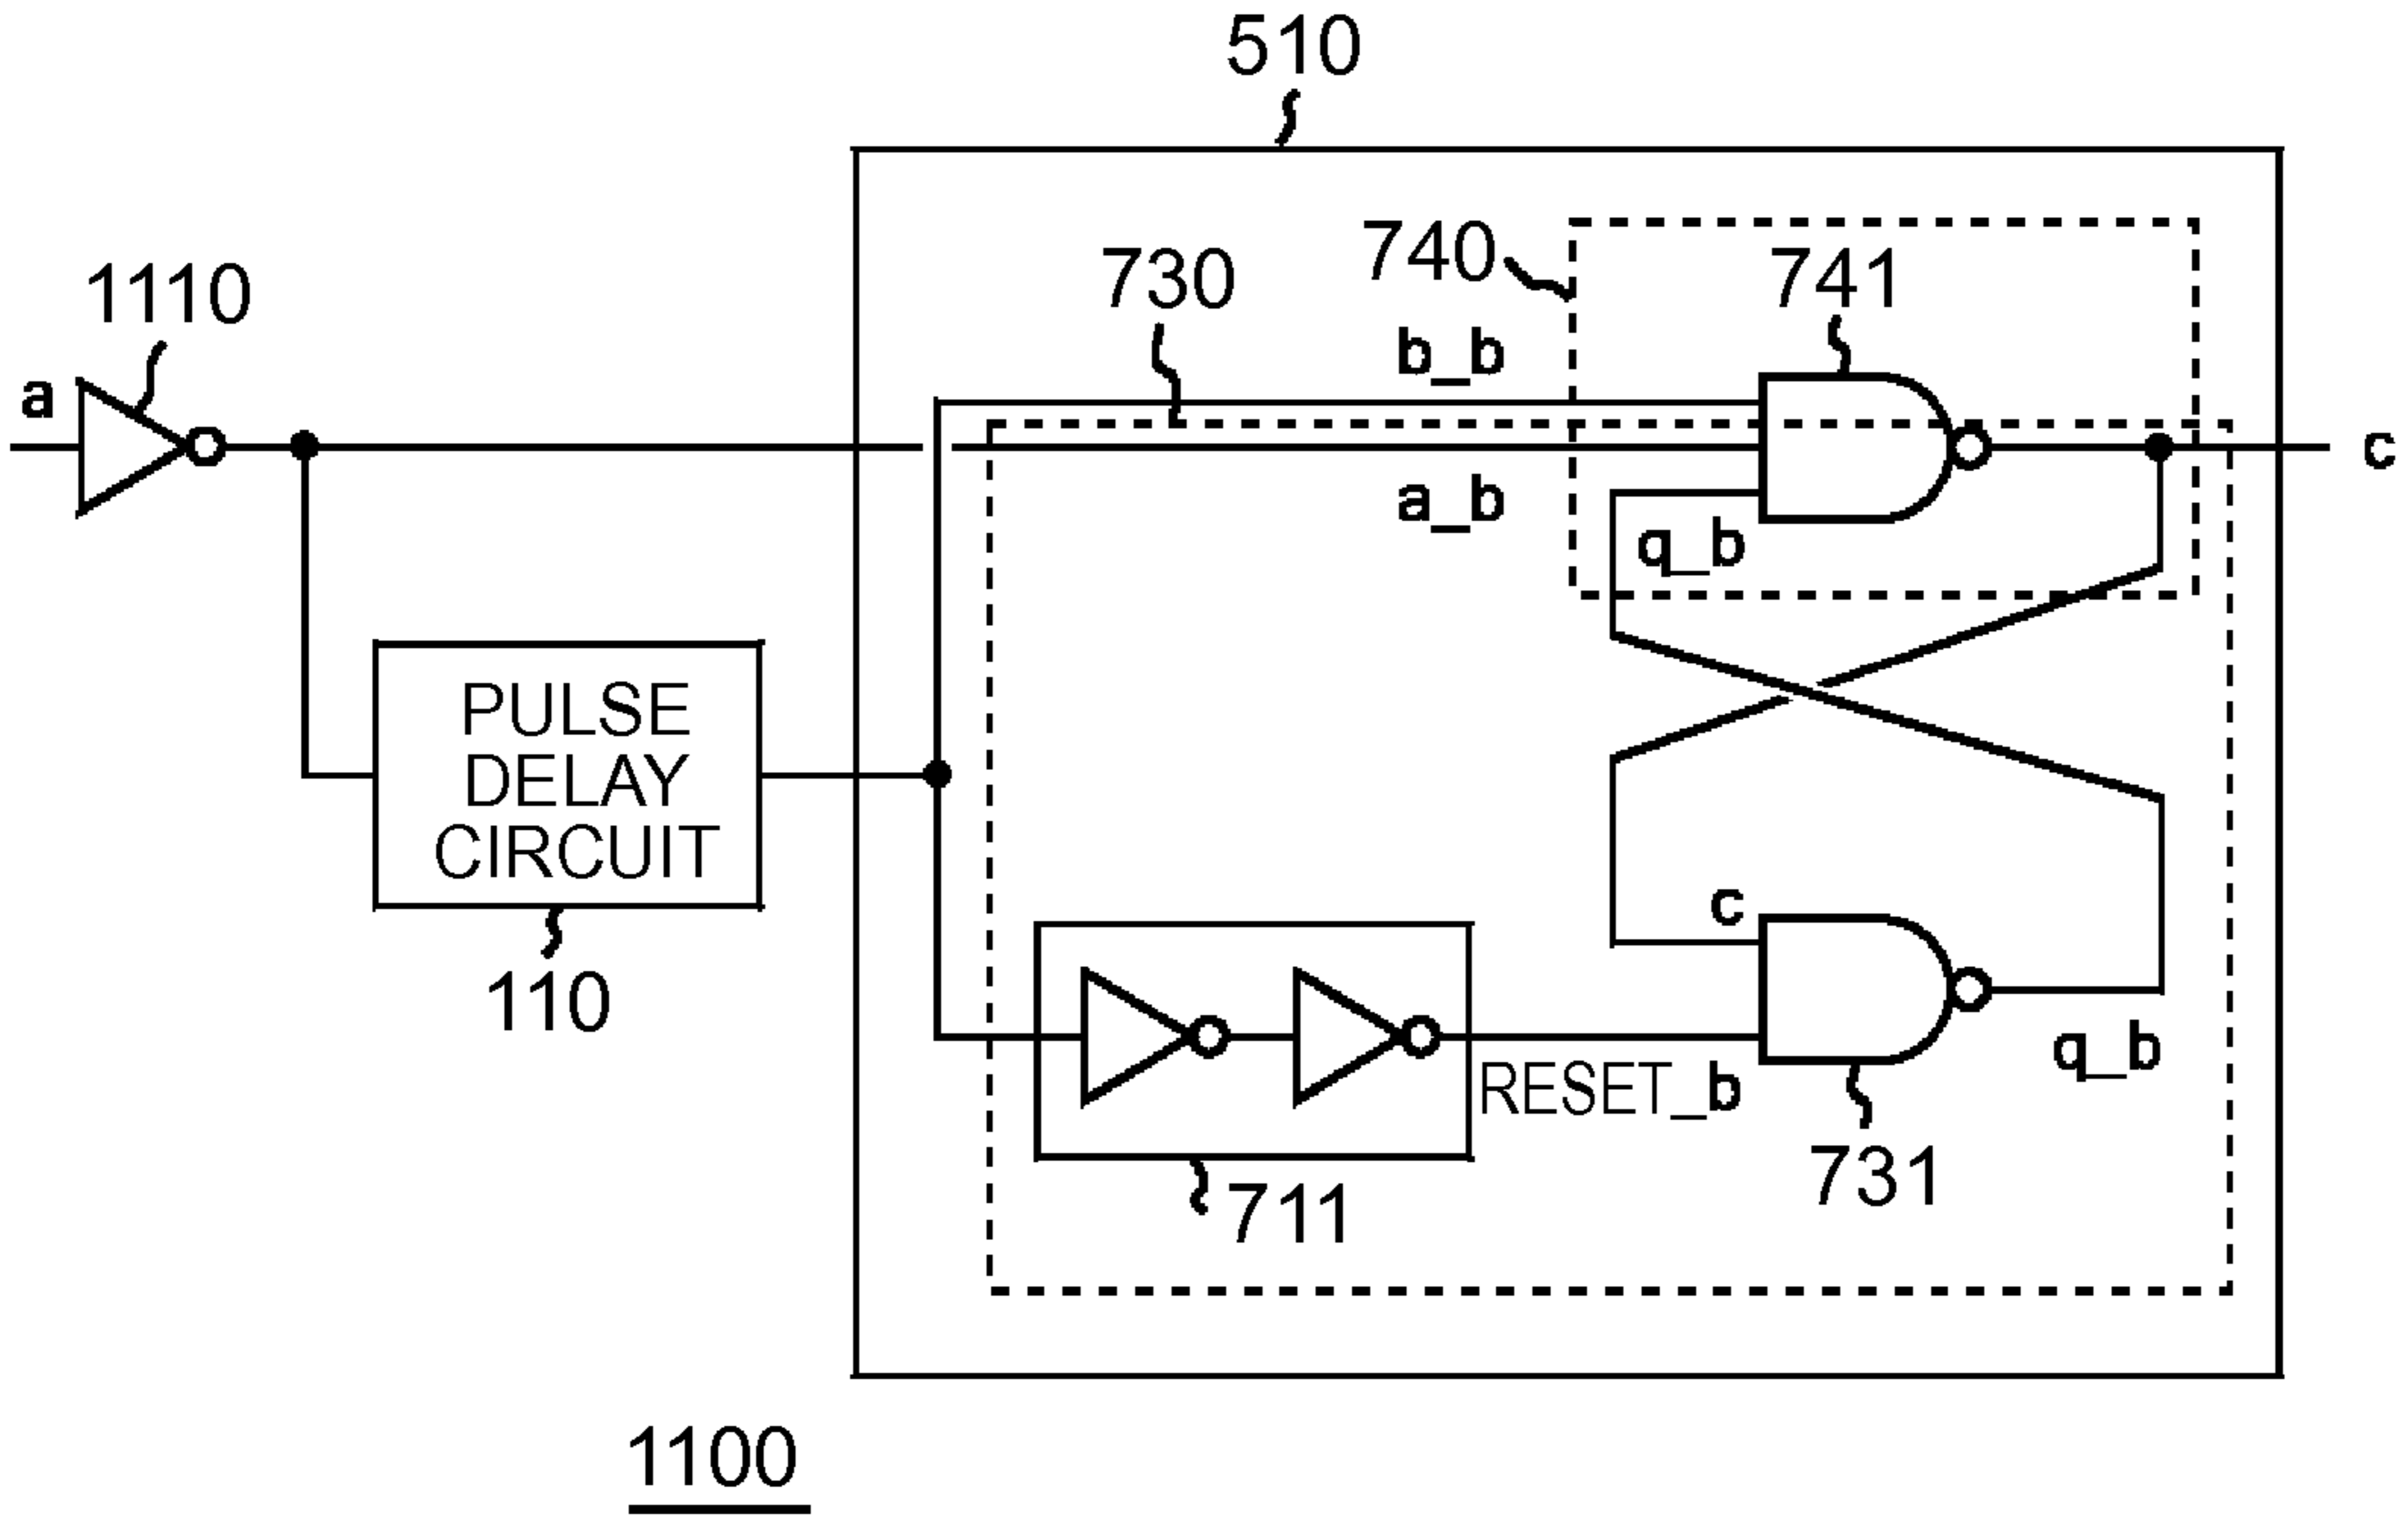 510
740
741
730
1110
b_b
a
c
a_b
q_b
PULSE
DELAY
CIRCUIT
c
110
q_b
RESET_b
731
711
1100